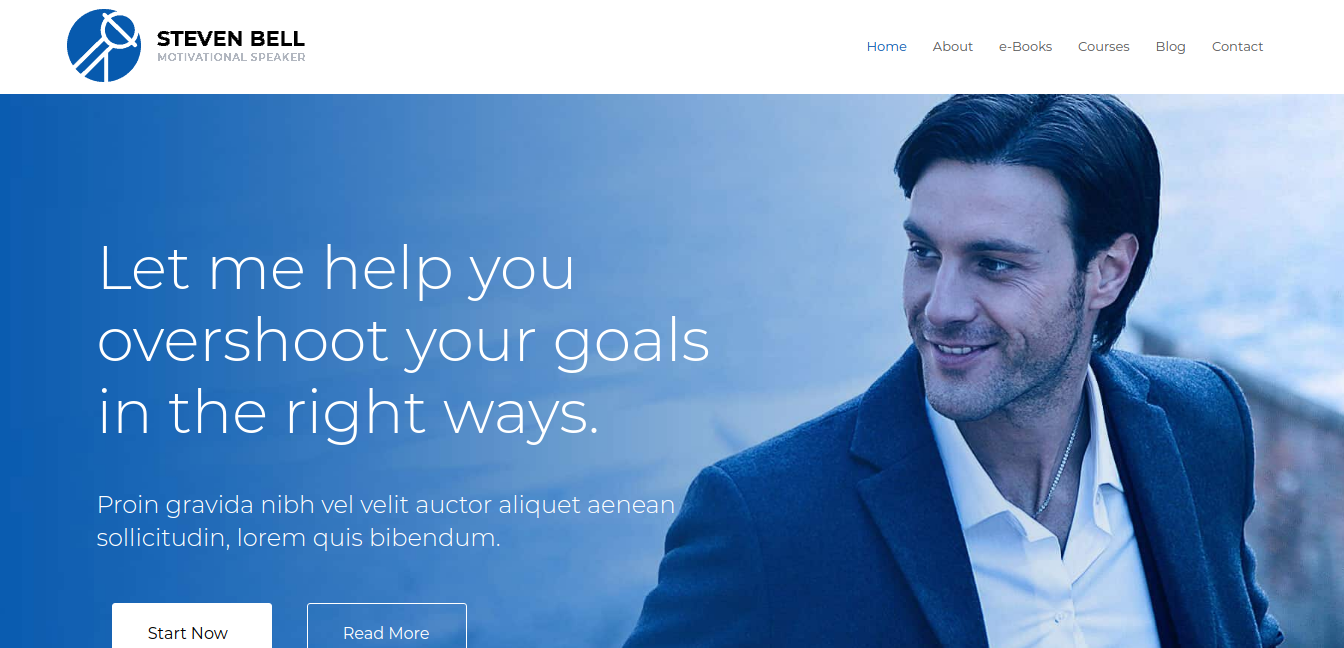 STEVEN BELL
MOTIVATIONAL SPEAKER
Home About e-Books Courses Blog Contact
Let me help you
overshoot your goals
in the right ways.
Proin gravida nibh vel velit auctor aliquet aenean
sollicitudin, lorem quis bibendum.
Start Now Read More